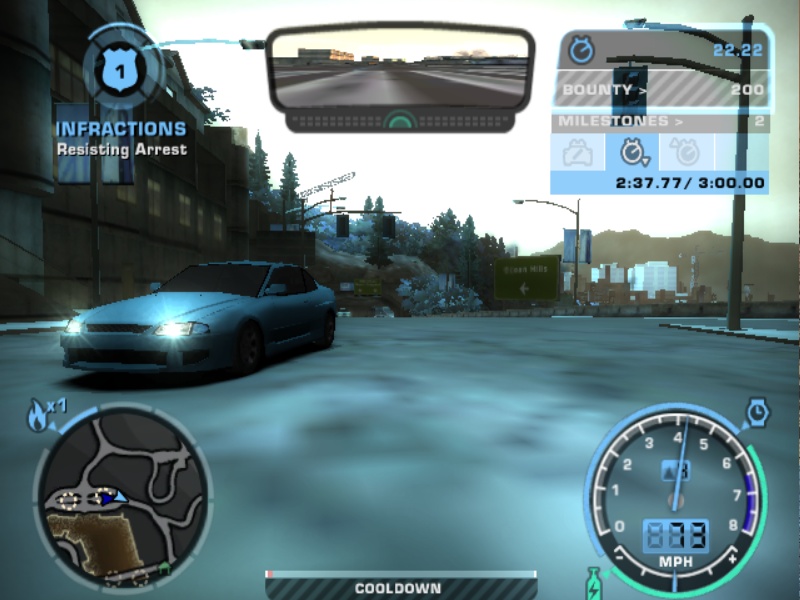 1
22.22
BOUNTY > 200
MILESTONES > 2
INFRACTIONS
Resisting Arrest
2:37.77/ 3:00.00
x1
0 1 2 3 4 5 6 7 8
73
MPH
COOLDOWN